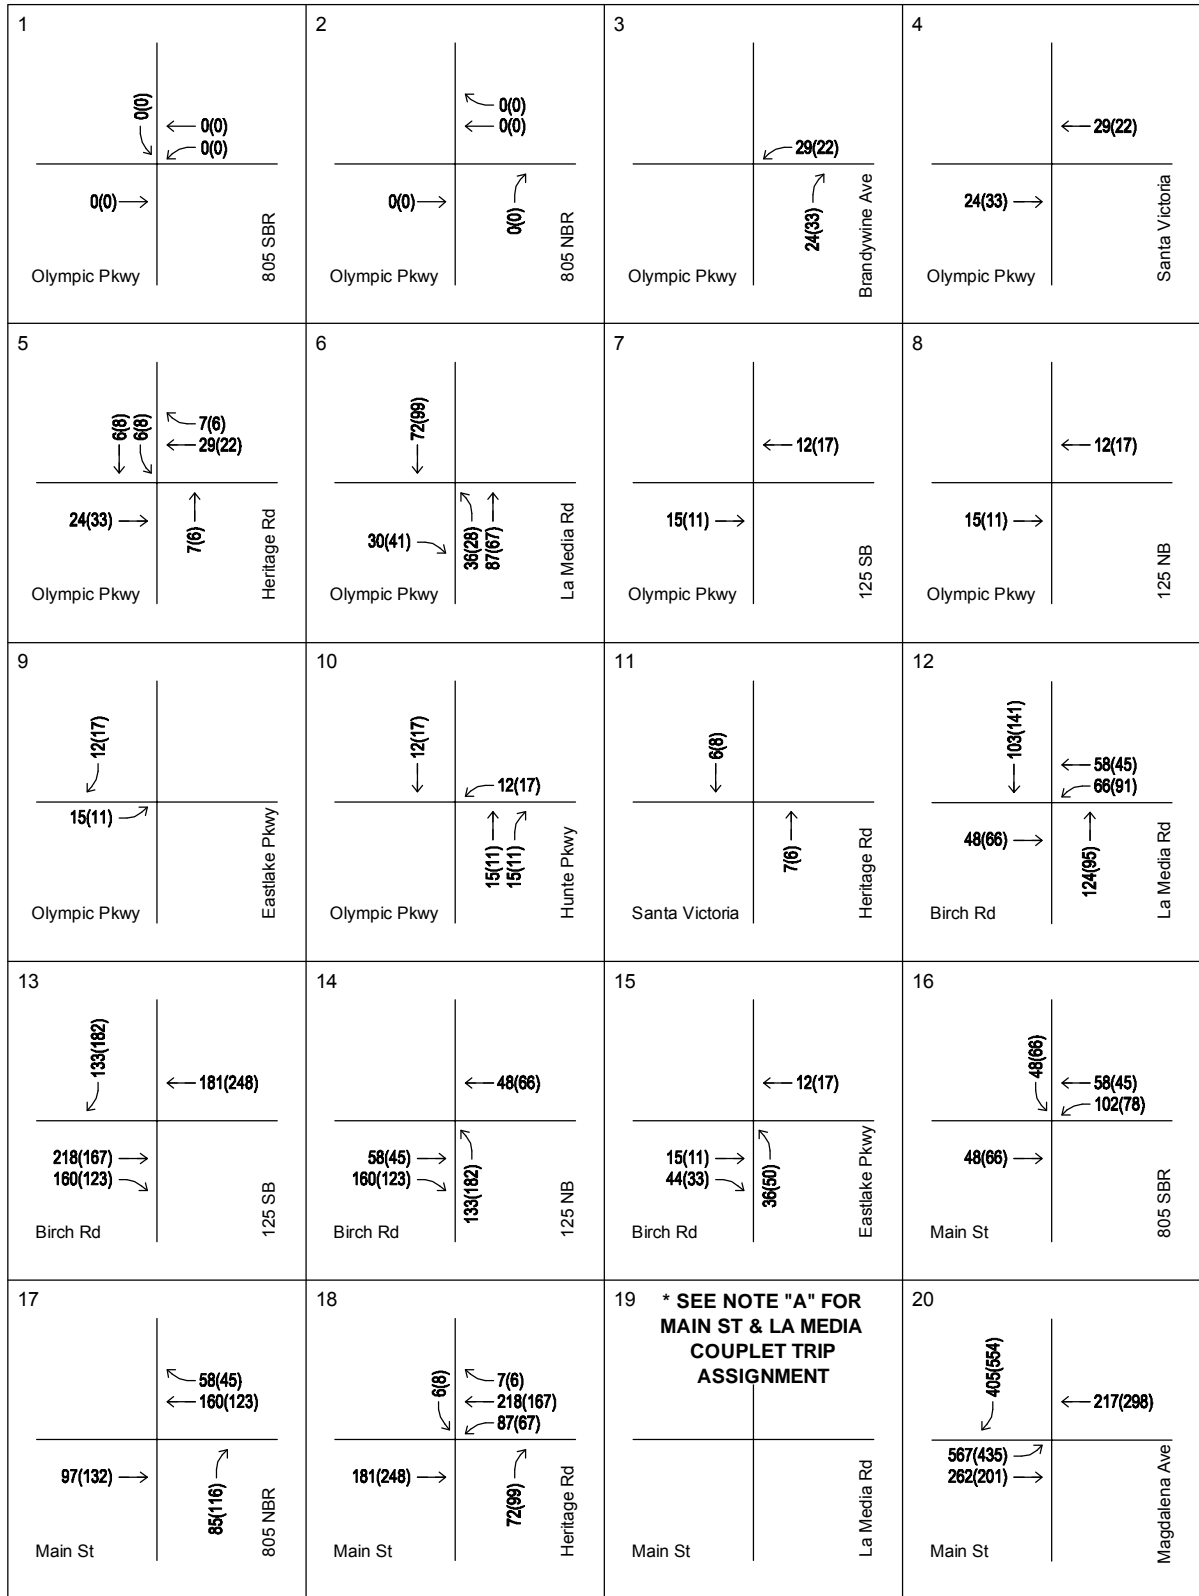 1
0(0)
0(0)
0(0)
0(0)
Olympic Pkwy
805 SBR
2
0(0)
0(0)
0(0)
0(0)
Olympic Pkwy
805 NBR
3
29(22)
24(33)
Olympic Pkwy
Brandywine Ave
4
29(22)
24(33)
Olympic Pkwy
Santa Victoria
5
6(8)
6(8)
7(6)
29(22)
24(33)
7(6)
Olympic Pkwy
Heritage Rd
6
72(99)
30(41)
36(28)
87(67)
Olympic Pkwy
La Media Rd
7
12(17)
15(11)
Olympic Pkwy
125 SB
8
12(17)
15(11)
Olympic Pkwy
125 NB
9
12(17)
15(11)
Olympic Pkwy
Eastlake Pkwy
10
12(17)
12(17)
15(11)
15(11)
Olympic Pkwy
Hunte Pkwy
11
6(8)
7(6)
Santa Victoria
Heritage Rd
12
103(141)
58(45)
66(91)
48(66)
124(95)
Birch Rd
La Media Rd
13
133(182)
181(248)
218(167)
160(123)
Birch Rd
125 SB
14
48(66)
58(45)
160(123)
133(182)
Birch Rd
125 NB
15
12(17)
15(11)
44(33)
36(50)
Birch Rd
Eastlake Pkwy
16
48(66)
58(45)
102(78)
48(66)
Main St
805 SBR
17
58(45)
160(123)
97(132)
85(116)
Main St
805 NBR
18
6(8)
7(6)
218(167)
87(67)
181(248)
72(99)
Main St
Heritage Rd
19
* SEE NOTE "A" FOR
MAIN ST & LA MEDIA
COUPLET TRIP
ASSIGNMENT
Main St
La Media Rd
20
405(554)
217(298)
567(435)
262(201)
Main St
Magdalena Ave